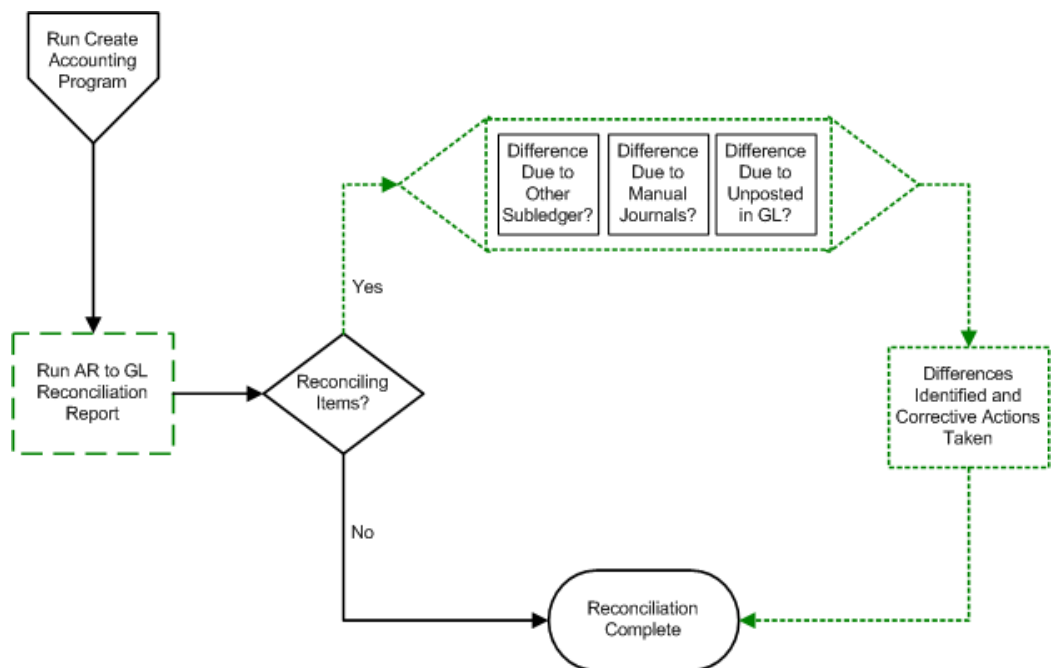 Run Create
Accounting
Program
Difference
Due to
Other
Subledger?
Difference
Due to
Manual
Journals?
Difference
Due to
Unposted
in GL?
Yes
Run AR to GL
Reconciliation
Report
Reconciling
Items?
Differences
Identified and
Corrective Actions
Taken
No
Reconciliation
Complete